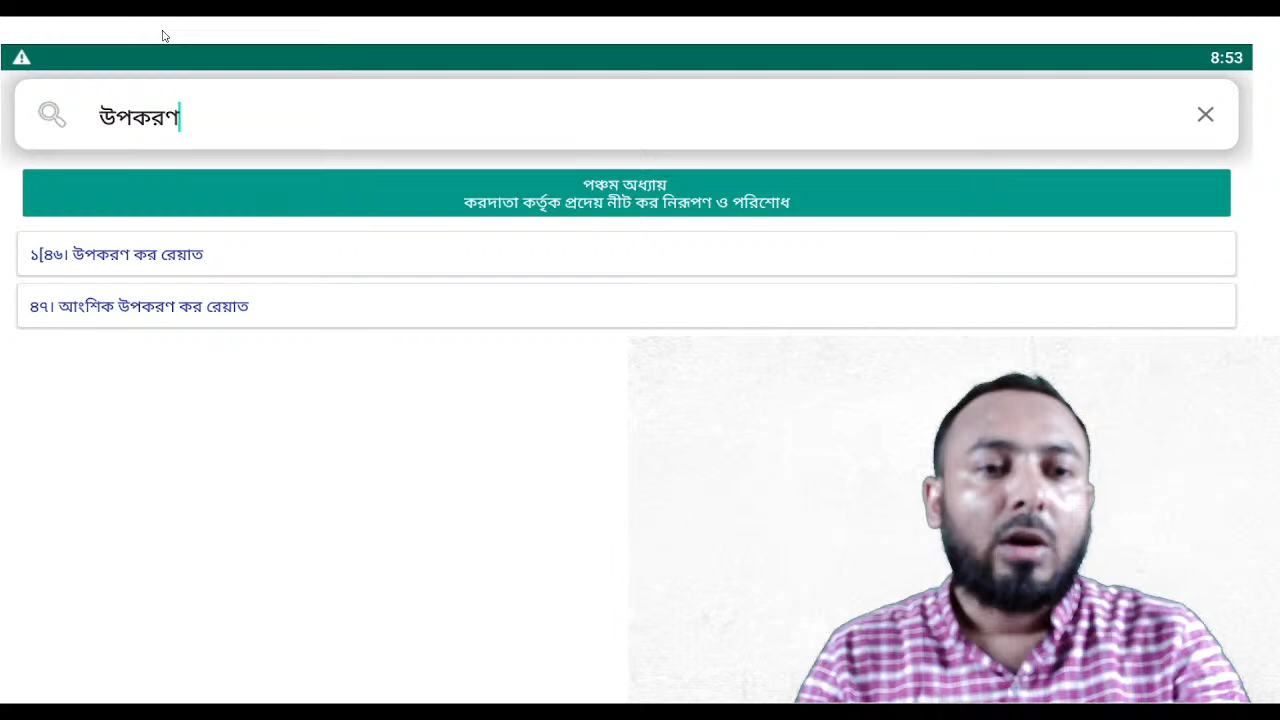 8:53
উপকরণ
পঞ্চম অধ্যায়
করদাতা কর্তৃক প্রদেয় নীট কর নিরূপণ ও পরিশোধ
১[৪৬। উপকরণ কর রেয়াত
৪৭। আংশিক উপকরণ কর রেয়াত